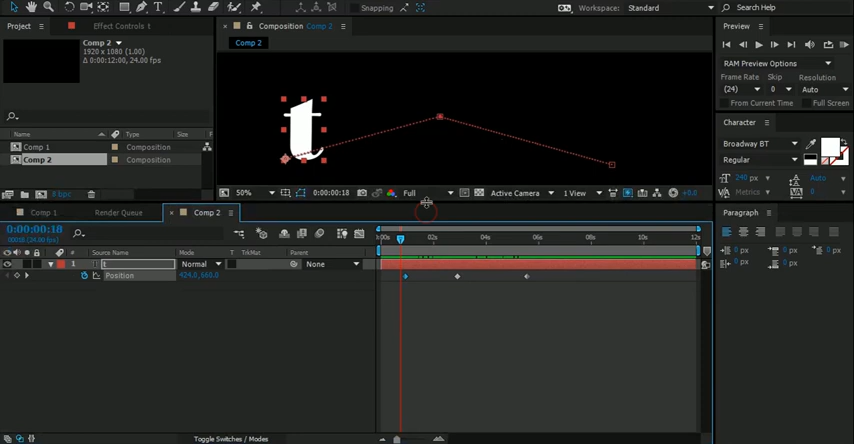 Snapping
Workspace: Standard
Search Help
Project
Effect Controls t
Composition Comp 2
Preview
Comp 2
1920 x 1080 (1.00)
Δ 0:00:12:00, 24.00 fps
Comp 2
RAM Preview Options
Frame Rate Skip Resolution
(24) 0 Auto
From Current Time Full Screen
Name Type Size
Comp 1 Composition
Comp 2 Composition
t
Character
Broadway BT
Regular
240 px Auto
Metrics 0
8 bpc
50% 0:00:00:18 Full Active Camera 1 View +0.0
Comp 1 Render Queue Comp 2
Paragraph
0:00:00:18
00018 (24.00 fps)
:00s 02s 04s 06s 08s 10s 12s
0 px 0 px 0 px
0 px 0 px
# Source Name Mode T TrkMat Parent
1 t Normal None
Position 424.0,660.0
Toggle Switches / Modes